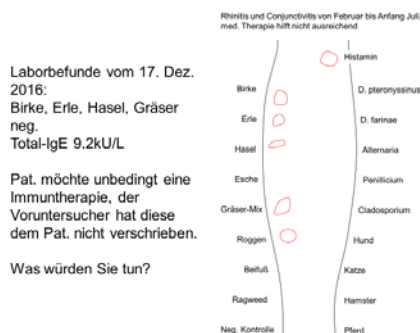 Rhinitis und Conjunctivitis von Februar bis Anfang Juli,
med. Therapie hilft nicht ausreichend
Laborbefunde vom 17. Dez.
2016:
Birke, Erle, Hasel, Gräser
neg.
Total-IgE 9.2kU/L
Pat. möchte unbedingt eine
Immuntherapie, der
Voruntersucher hat diese
dem Pat. nicht verschrieben.
Was würden Sie tun?
Birke
Erle
Hasel
Esche
Gräser-Mix
Roggen
Beifuß
Ragweed
Neg. Kontrolle
Histamin
D. pteronyssinus
D. farinae
Alternaria
Penicillium
Cladosporium
Hund
Katze
Hamster
Pferd